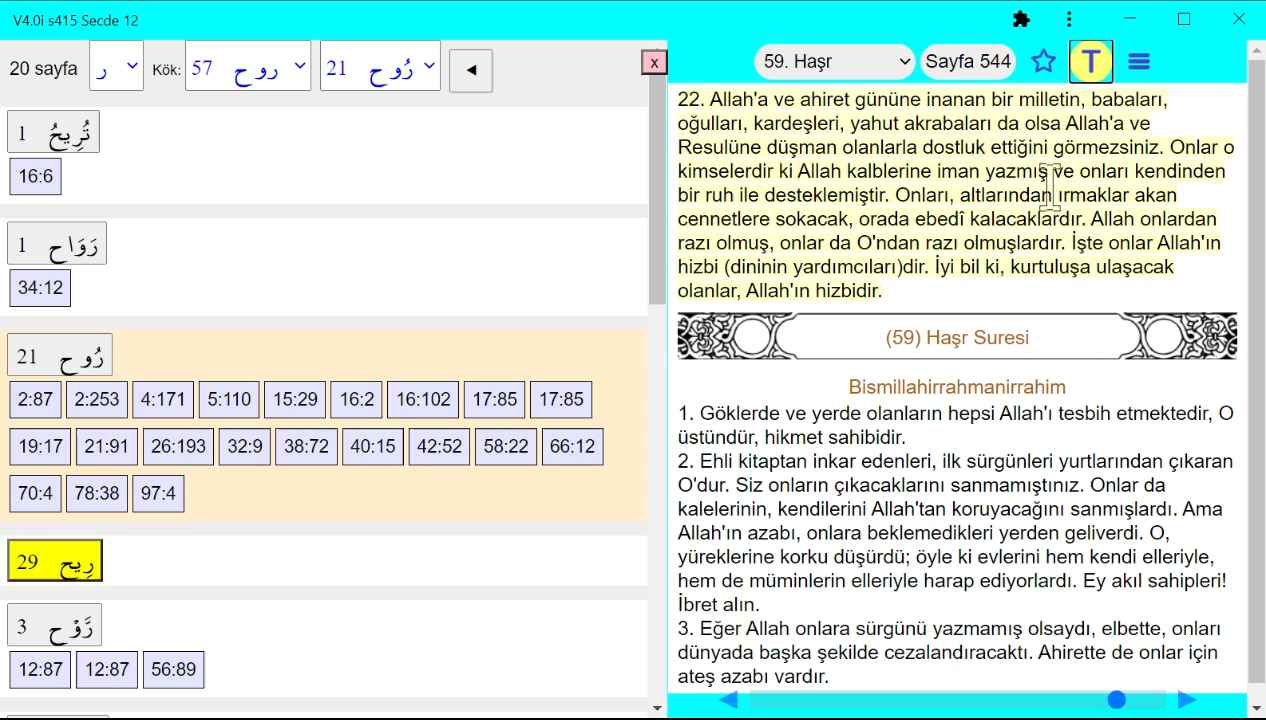 V4.0i s415 Secde 12
20 sayfa ر Kök: 57 روح 21 رُوح ◄ x
1 تُرِيحُ
16:6
1 رَوَاح
34:12
21 رُوح
2:87 2:253 4:171 5:110 15:29 16:2 16:102 17:85 17:85
19:17 21:91 26:193 32:9 38:72 40:15 42:52 58:22 66:12
70:4 78:38 97:4
29 رِيح
3 رَّوْح
12:87 12:87 56:89
59. Haşr Sayfa 544 T
22. Allah'a ve ahiret gününe inanan bir milletin, babaları,
oğulları, kardeşleri, yahut akrabaları da olsa Allah'a ve
Resulüne düşman olanlarla dostluk ettiğini görmezsiniz. Onlar o
kimselerdir ki Allah kalblerine iman yazmış ve onları kendinden
bir ruh ile desteklemiştir. Onları, altlarından ırmaklar akan
cennetlere sokacak, orada ebedî kalacaklardır. Allah onlardan
razı olmuş, onlar da O'ndan razı olmuşlardır. İşte onlar Allah'ın
hizbi (dininin yardımcıları)dir. İyi bil ki, kurtuluşa ulaşacak
olanlar, Allah'ın hizbidir.
(59) Haşr Suresi
Bismillahirrahmanirrahim
1. Göklerde ve yerde olanların hepsi Allah'ı tesbih etmektedir, O
üstündür, hikmet sahibidir.
2. Ehli kitaptan inkar edenleri, ilk sürgünleri yurtlarından çıkaran
O'dur. Siz onların çıkacaklarını sanmamıştınız. Onlar da
kalelerinin, kendilerini Allah'tan koruyacağını sanmışlardı. Ama
Allah'ın azabı, onlara beklemedikleri yerden geliverdi. O,
yüreklerine korku düşürdü; öyle ki evlerini hem kendi elleriyle,
hem de müminlerin elleriyle harap ediyorlardı. Ey akıl sahipleri!
İbret alın.
3. Eğer Allah onlara sürgünü yazmamış olsaydı, elbette, onları
dünyada başka şekilde cezalandıracaktı. Ahirette de onlar için
ateş azabı vardır.